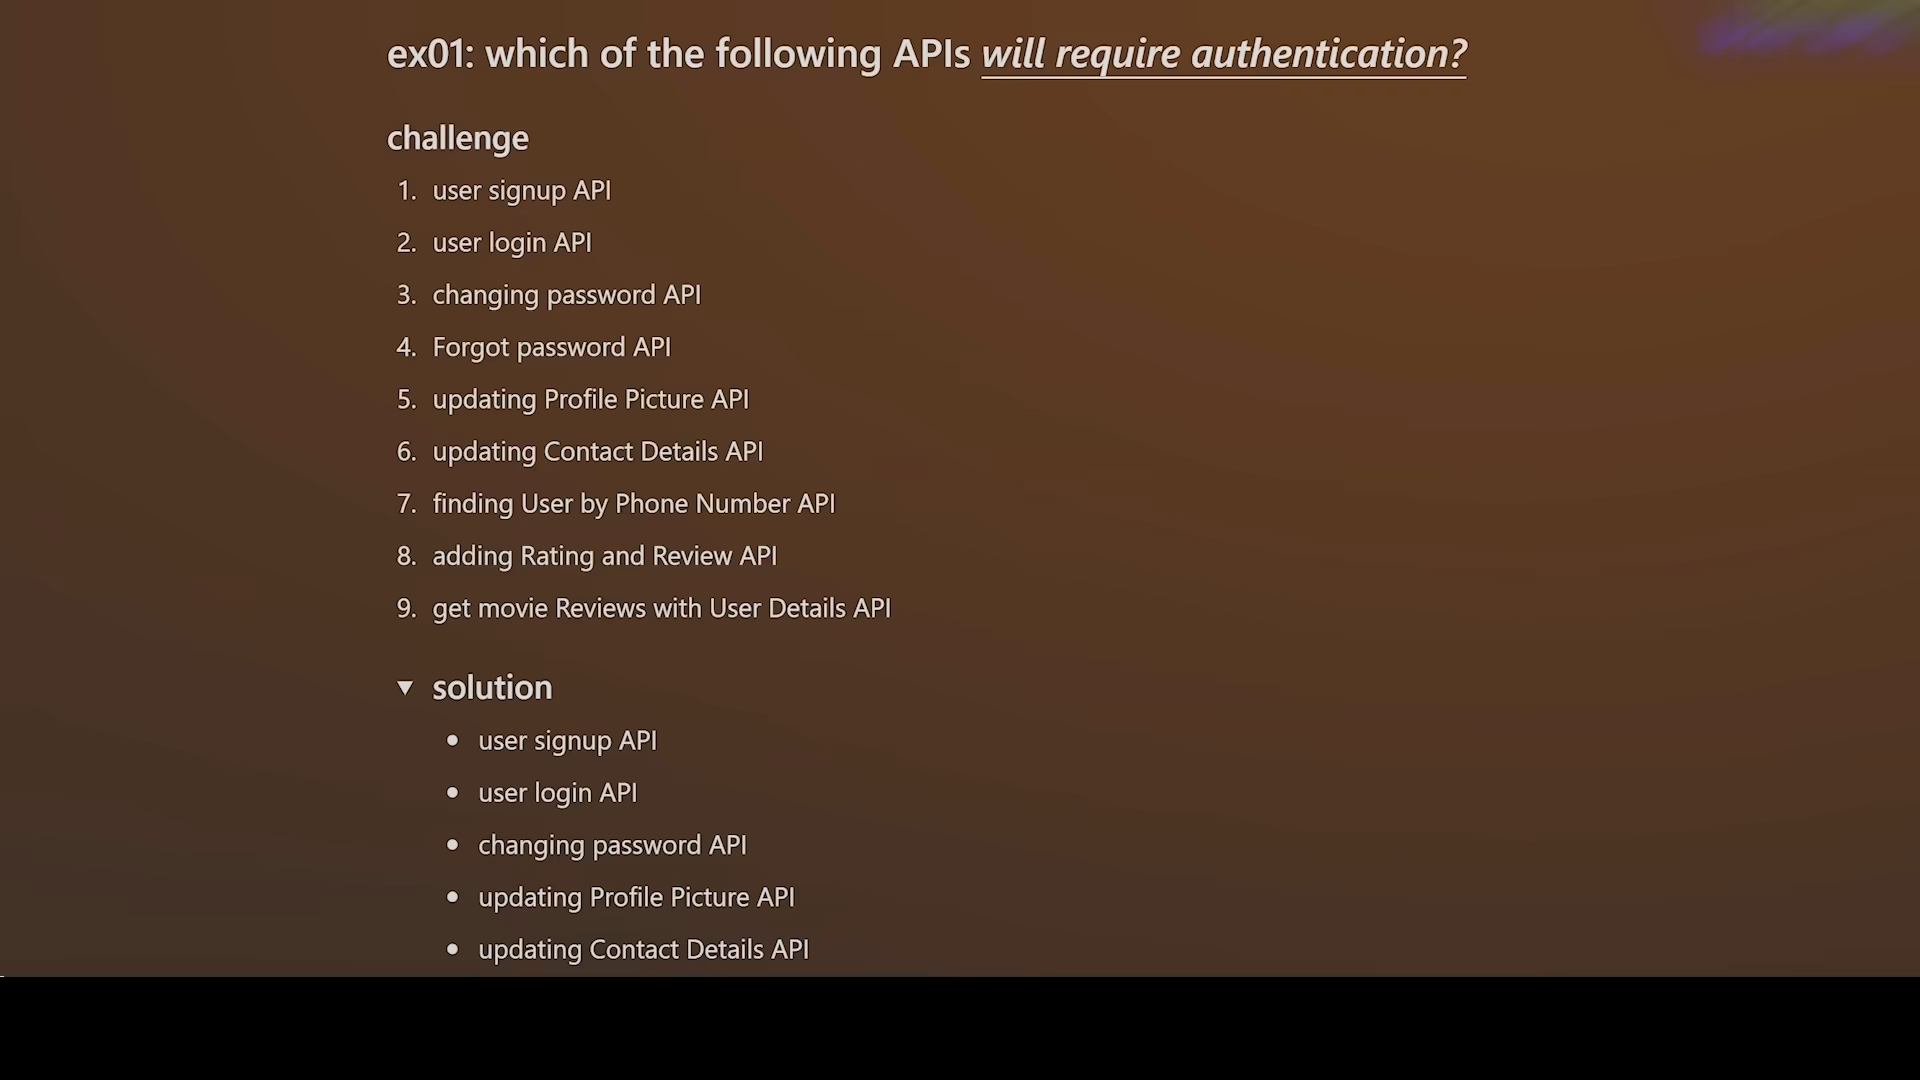 ex01: which of the following APIs will require authentication?
challenge
1. user signup API
2. user login API
3. changing password API
4. Forgot password API
5. updating Profile Picture API
6. updating Contact Details API
7. finding User by Phone Number API
8. adding Rating and Review API
9. get movie Reviews with User Details API
▼ solution
• user signup API
• user login API
• changing password API
• updating Profile Picture API
• updating Contact Details API